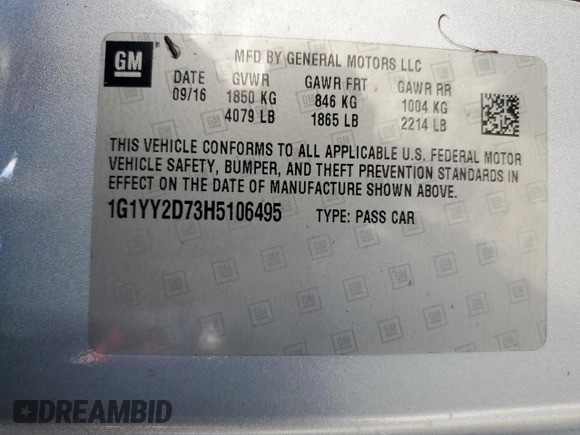 GM ® MFD BY GENERAL MOTORS LLC
DATE GVWR GAWR FRT GAWR RR
09/16 1850 KG 846 KG 1004 KG
4079 LB 1865 LB 2214 LB
THIS VEHICLE CONFORMS TO ALL APPLICABLE U.S. FEDERAL MOTOR
VEHICLE SAFETY, BUMPER, AND THEFT PREVENTION STANDARDS IN
EFFECT ON THE DATE OF MANUFACTURE SHOWN ABOVE.
1G1YY2D73H5106495 TYPE: PASS CAR
DREAMBID